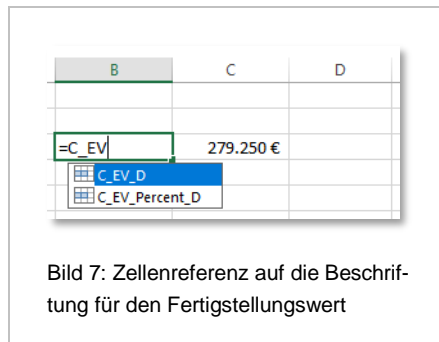 B C D
=C_EV 279.250 €
C_EV_D
C_EV_Percent_D
Bild 7: Zellenreferenz auf die Beschrif-
tung für den Fertigstellungswert